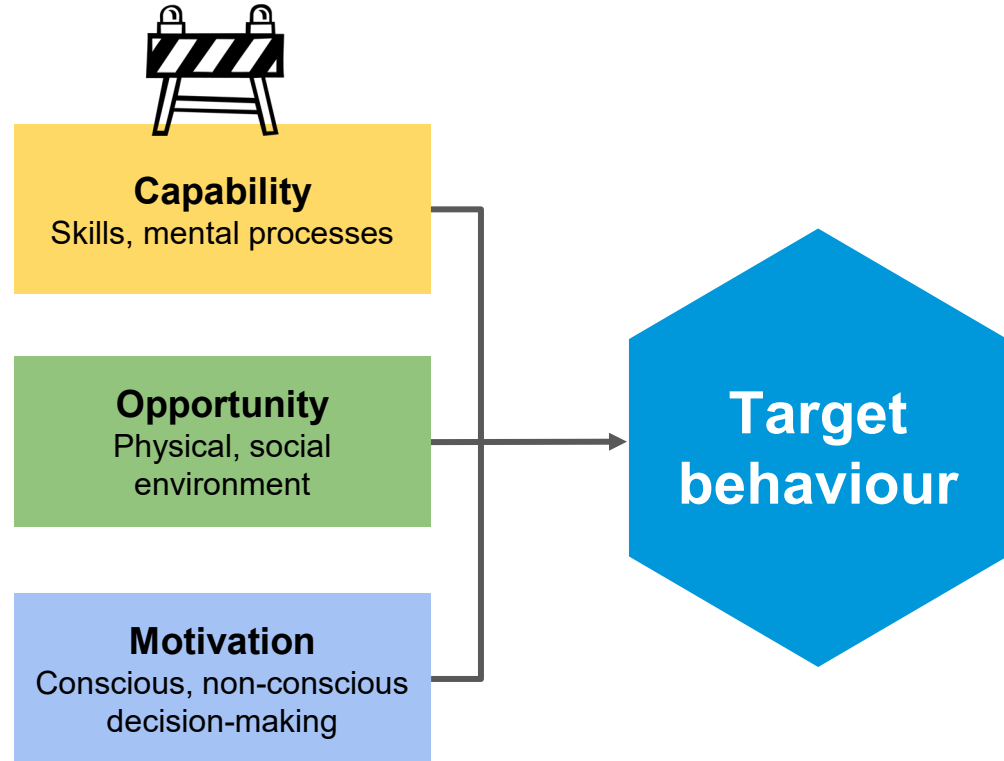 Capability
Skills, mental processes
Opportunity
Physical, social
environment
Motivation
Conscious, non-conscious
decision-making
Target
behaviour